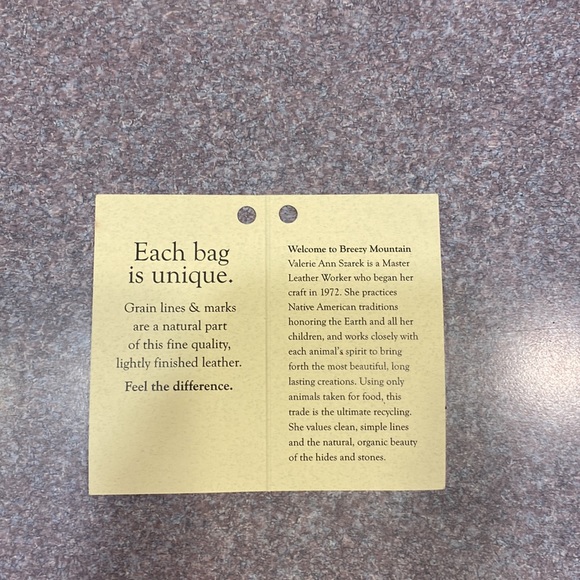 Each bag
is unique.
Grain lines & marks
are a natural part
of this fine quality,
lightly finished leather.
Feel the difference.
Welcome to Breezy Mountain
Valerie Ann Szarek is a Master
Leather Worker who began her
craft in 1972. She practices
Native American traditions
honoring the Earth and all her
children, and works closely with
each animal's spirit to bring
forth the most beautiful, long
lasting creations. Using only
animals taken for food, this
trade is the ultimate recycling.
She values clean, simple lines
and the natural, organic beauty
of the hides and stones.